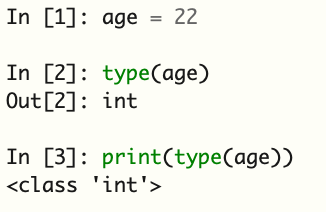 In [1]: age = 22
In [2]: type(age)
Out[2]: int
In [3]: print(type(age))
<class 'int'>